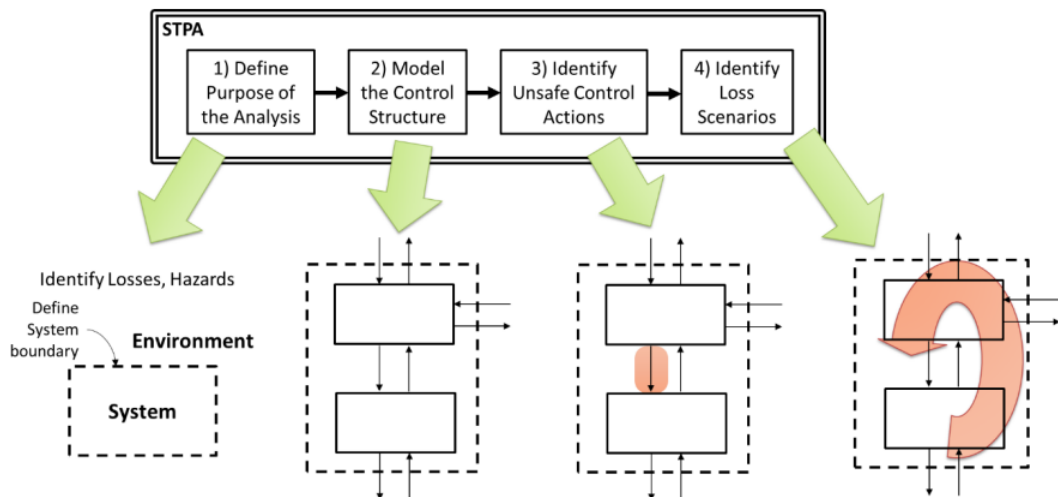 STPA
1) Define
Purpose of
the Analysis
2) Model
the Control
Structure
3) Identify
Unsafe Control
Actions
4) Identify
Loss
Scenarios
Identify Losses, Hazards
Define
System
boundary
Environment
System